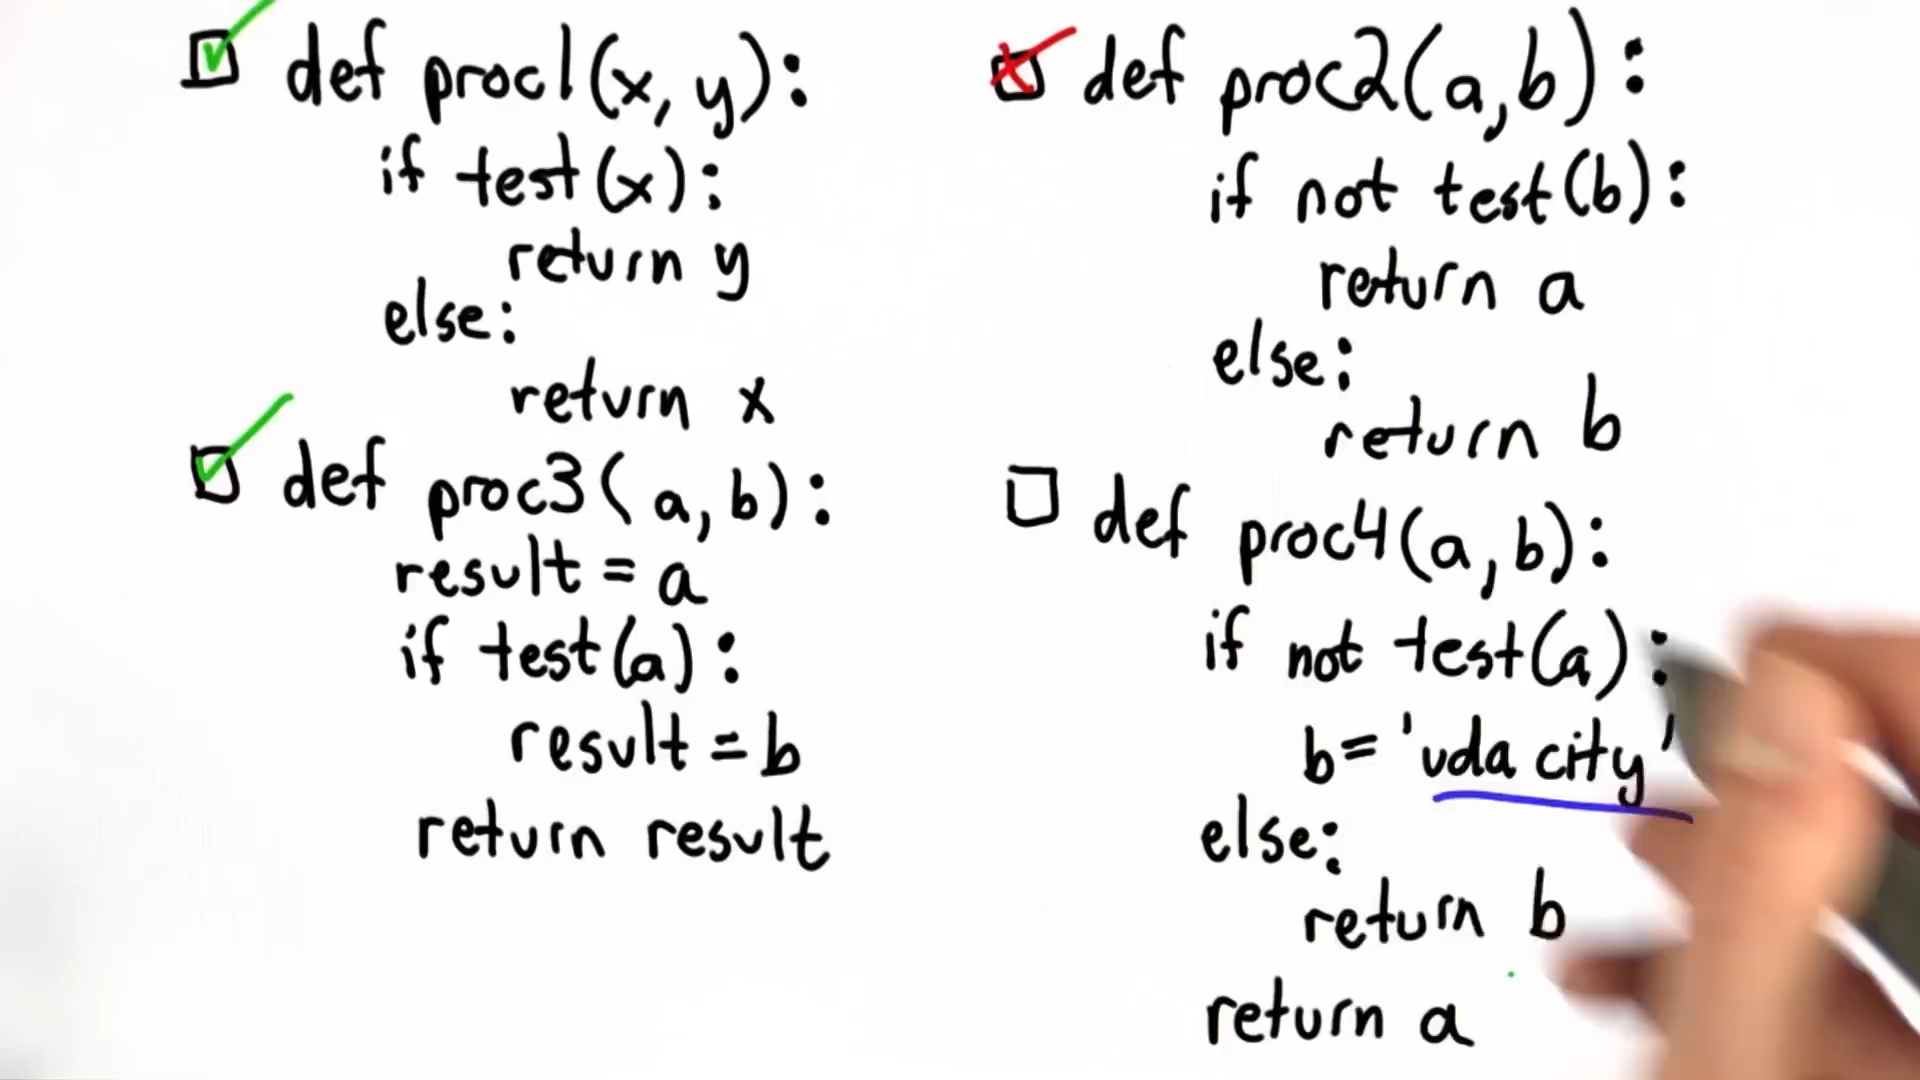 def proc1(x, y):
if test(x):
return y
else:
return x
def proc2(a,b):
if not test(b):
return a
else:
return b
def proc3(a, b):
result = a
if test(a):
result = b
return result
def proc4(a, b):
if not test(a):
b = 'udacity'
else:
return b
return a